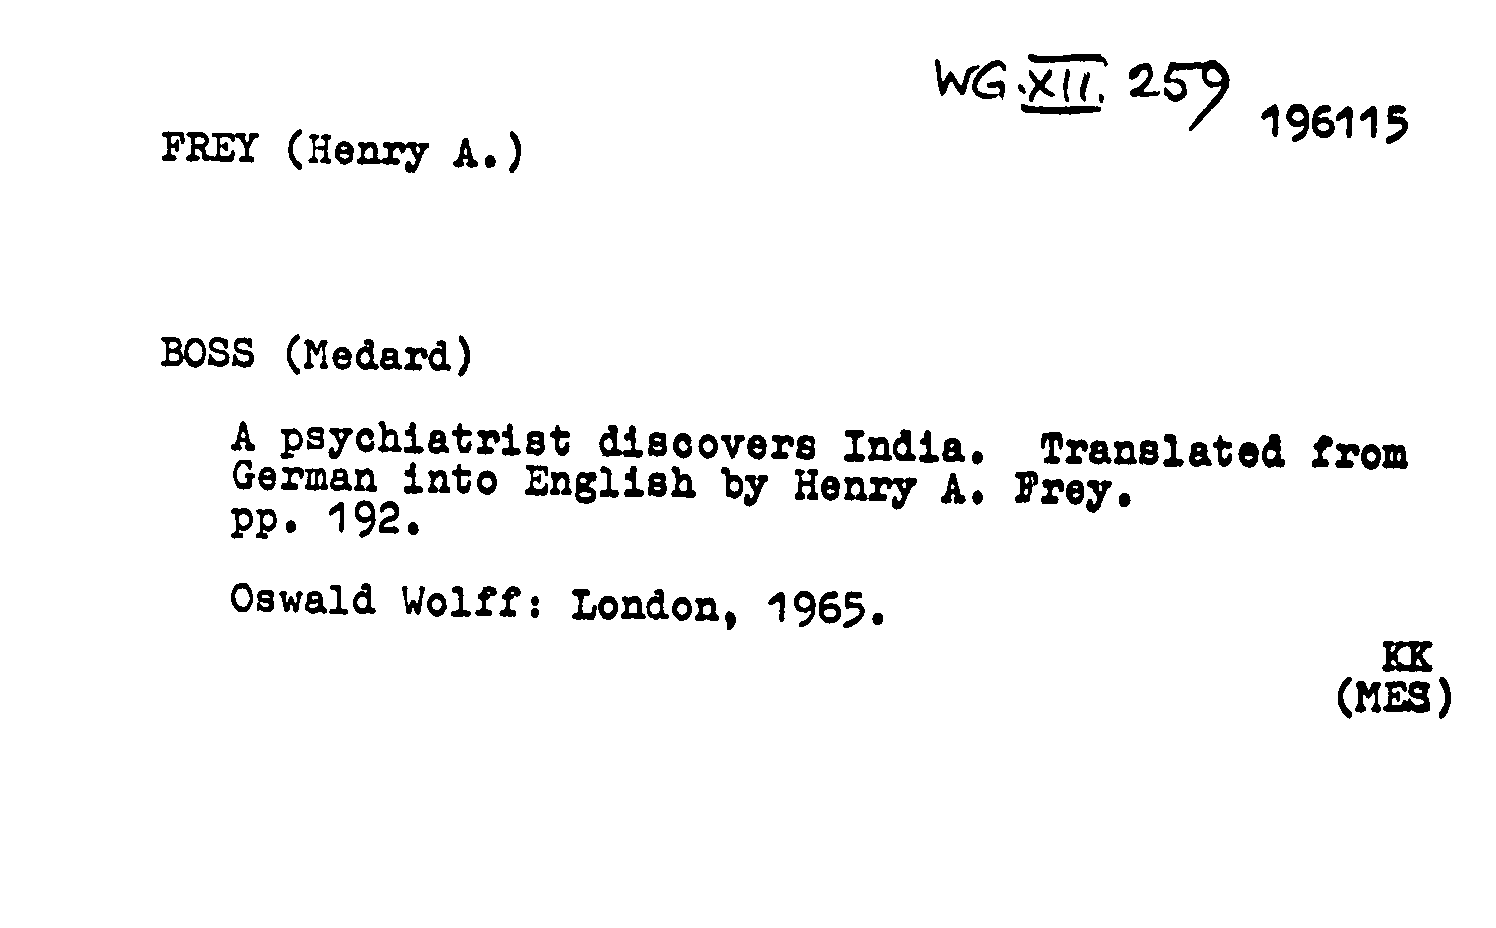 WG.XII. 259
196115
FREY (Henry A.)
BOSS (Medard)
A psychiatrist discovers India. Translated from
German into English by Henry A. Frey.
pp. 192.
Oswald Wolff: London, 1965.
KK
(MES)